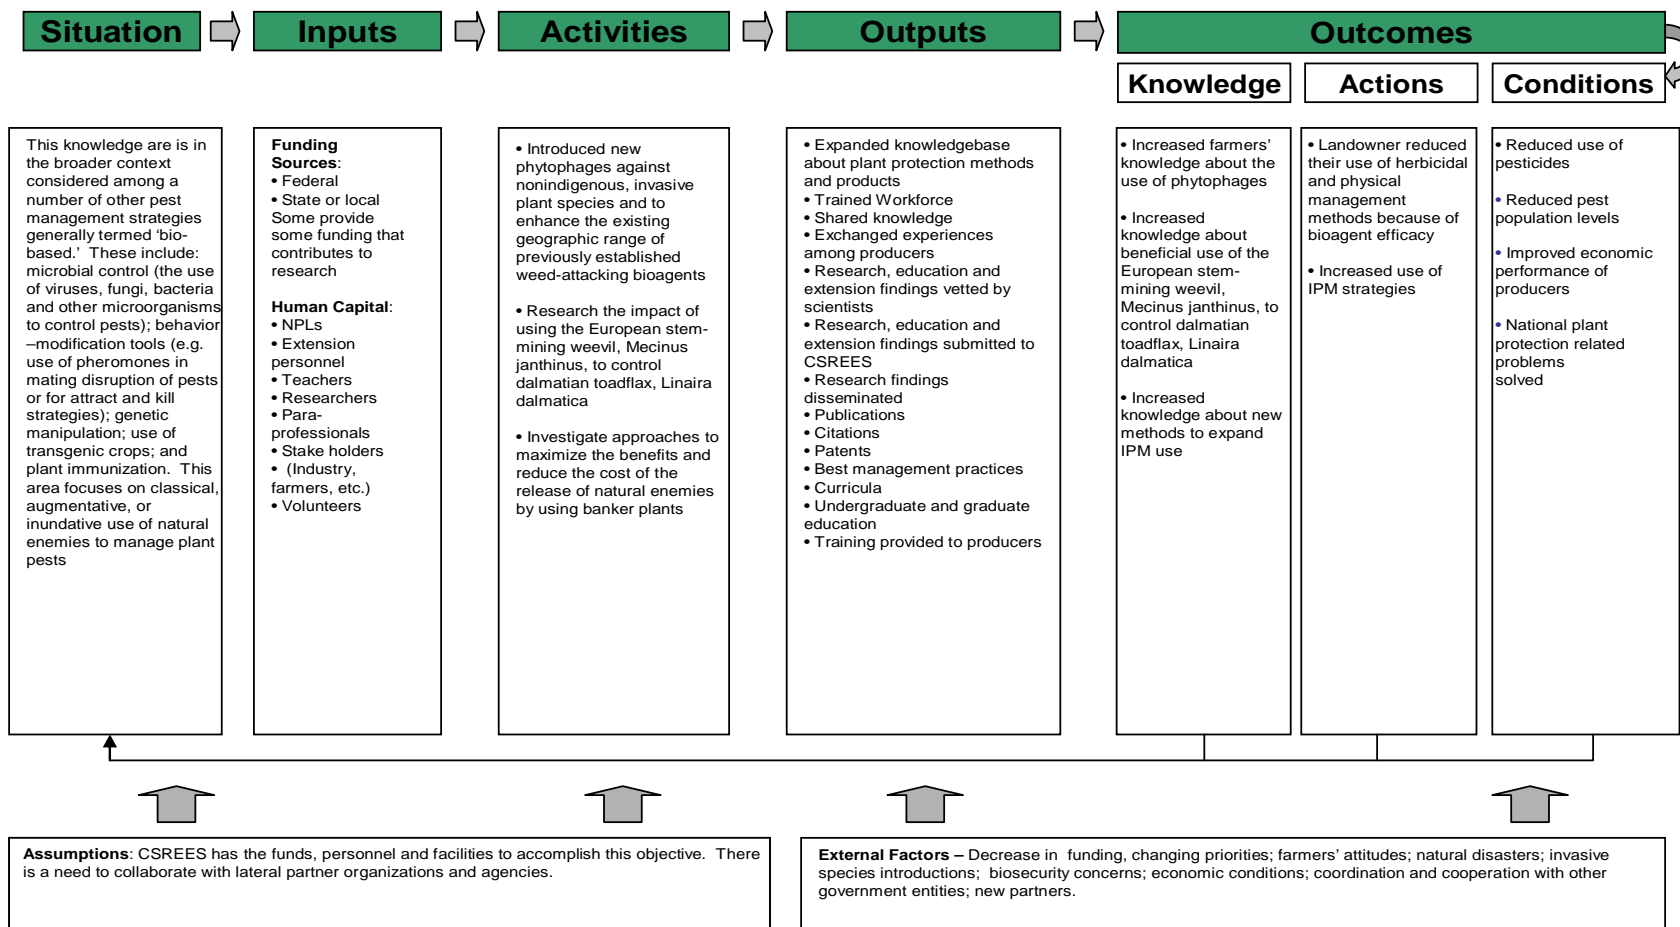 Situation
Inputs
Activities
Outputs
Outcomes
Knowledge
Actions
Conditions
This knowledge are is in
the broader context
considered among a
number of other pest
management strategies
generally termed ‘bio-
based.’  These include:
microbial control (the use
of viruses, fungi, bacteria
and other microorganisms
to control pests); behavior
–modification tools (e.g.
use of pheromones in
mating disruption of pests
or for attract and kill
strategies); genetic
manipulation; use of
transgenic crops; and
plant immunization.  This
area focuses on classical,
augmentative, or
inundative use of natural
enemies to manage plant
pests
Funding
Sources:
• Federal
• State or local
Some provide
some funding that
contributes to
research
Human Capital:
• NPLs
• Extension
personnel
• Teachers
• Researchers
• Para-
professionals
• Stake holders
•  (Industry,
farmers, etc.)
• Volunteers
• Introduced new
phytophages against
nonindigenous, invasive
plant species and to
enhance the existing
geographic range of
previously established
weed-attacking bioagents
• Research the impact of
using the European stem-
mining weevil, Mecinus
janthinus, to control
dalmatian toadflax, Linaira
dalmatica
• Investigate approaches to
maximize the benefits and
reduce the cost of the
release of natural enemies
by using banker plants
• Expanded knowledgebase
about plant protection methods
and products
• Trained Workforce
• Shared knowledge
• Exchanged experiences
among producers
• Research, education and
extension findings vetted by
scientists
• Research, education and
extension findings submitted to
CSREES
• Research findings
disseminated
• Publications
• Citations
• Patents
• Best management practices
• Curricula
• Undergraduate and graduate
education
• Training provided to producers
• Increased farmers’
knowledge about the
use of phytophages
• Increased
knowledge about
beneficial use of the
European stem-
mining weevil,
Mecinus janthinus, to
control dalmatian
toadflax, Linaira
dalmatica
• Increased
knowledge about new
methods to expand
IPM use
• Landowner reduced
their use of herbicidal
and physical
management
methods because of
bioagent efficacy
• Increased use of
IPM strategies
• Reduced use of
pesticides
• Reduced pest
population levels
• Improved economic
performance of
producers
• National plant
protection related
problems
solved
Assumptions: CSREES has the funds, personnel and facilities to accomplish this objective.  There
is a need to collaborate with lateral partner organizations and agencies.
External Factors – Decrease in  funding, changing priorities; farmers’ attitudes; natural disasters; invasive
species introductions;  biosecurity concerns; economic conditions; coordination and cooperation with other
government entities; new partners.